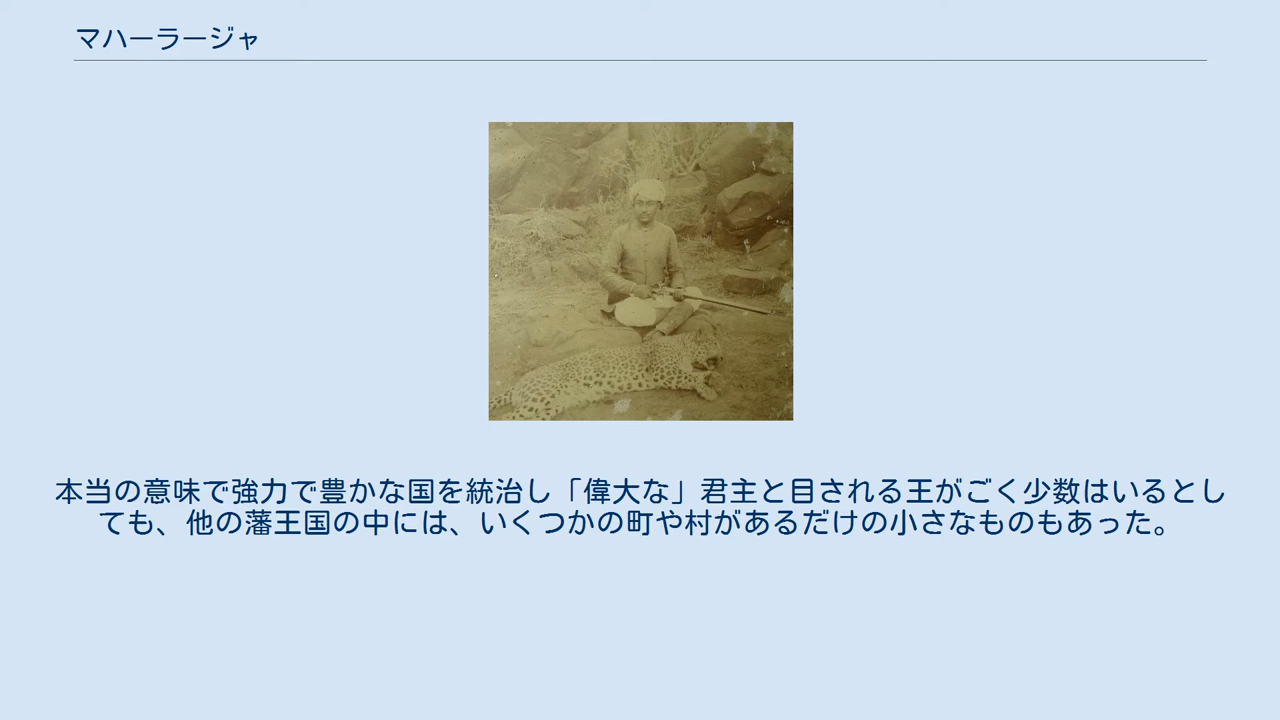 マハーラージャ
本当の意味で強力で豊かな国を統治し「偉大な」君主と目される王がごく少数はいるとし
ても、他の藩王国の中には、いくつかの町や村があるだけの小さなものもあった。